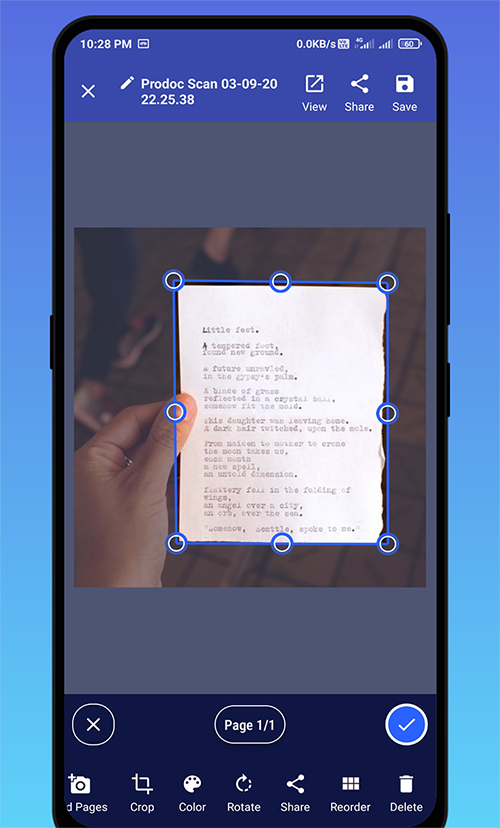 10:28 PM
0.0KB/s
VO
4G
60
Prodoc Scan 03-09-20
22.25.38
View
Share
Save
Little feet.
A tempered foot,
found new ground.
A future unraveled,
in the gypsy's palm.
A blade of grass
reflected in a crystal ball,
somehow fit the mold.
This daughter was leaving home.
A dark hair twitched, upon the mole.
From maiden to mother to crone
the moon takes us,
each month
a new spell,
an untold dimension.
flattery fell in the folding of
wings,
an angel over a city,
an orb, over the sea.
"Somehow, Seattle, spoke to me."
Page 1/1
d Pages
Crop
Color
Rotate
Share
Reorder
Delete